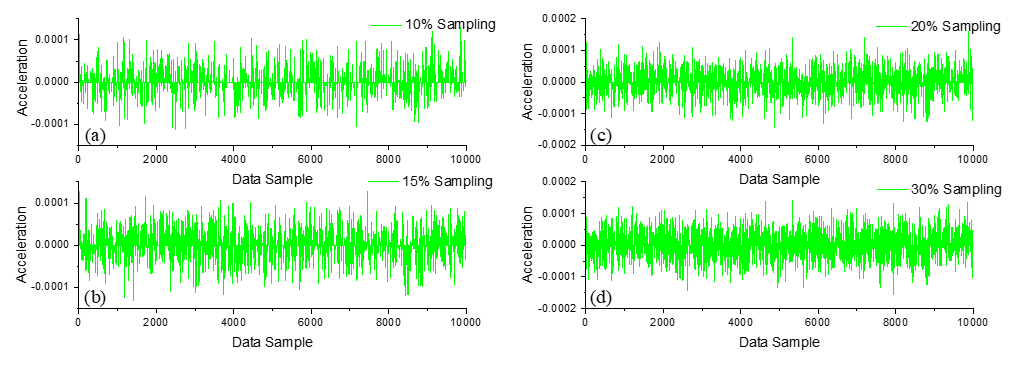 10% Sampling
0.0001
0.0000
-0.0001
Acceleration
(a)
0 2000 4000 6000 8000 10000
Data Sample
15% Sampling
0.0001
0.0000
-0.0001
Acceleration
(b)
0 2000 4000 6000 8000 10000
Data Sample
20% Sampling
0.0002
0.0001
0.0000
-0.0001
-0.0002
Acceleration
(c)
0 2000 4000 6000 8000 10000
Data Sample
30% Sampling
0.0002
0.0001
0.0000
-0.0001
-0.0002
Acceleration
(d)
0 2000 4000 6000 8000 10000
Data Sample